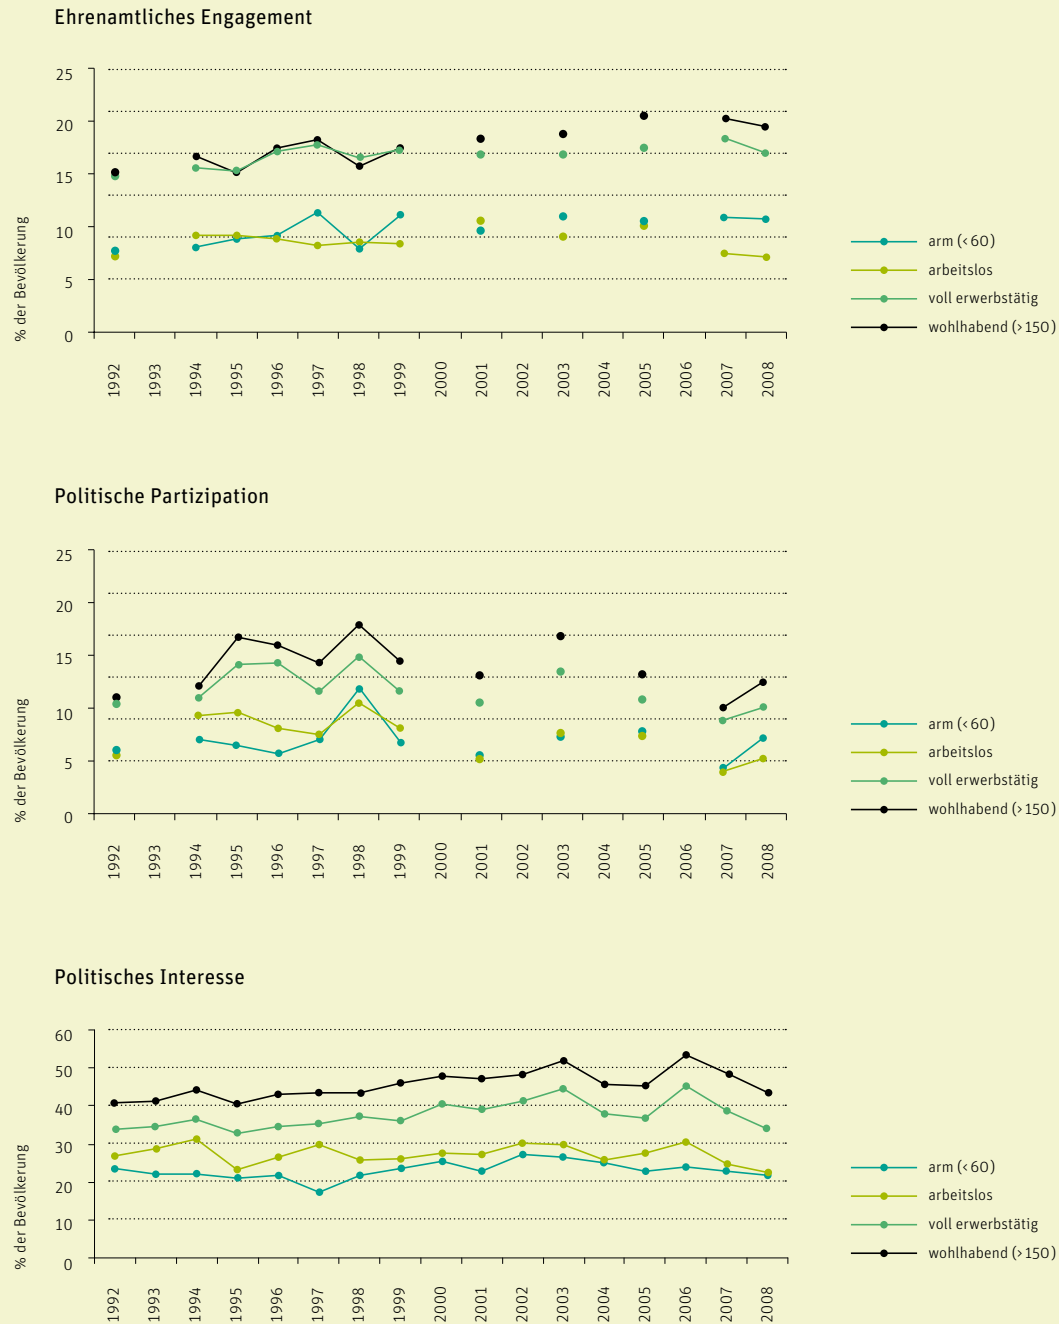 Ehrenamtliches Engagement
25
20
15
10
5
0
% der Bevölkerung
1992 1993 1994 1995 1996 1997 1998 1999 2000 2001 2002 2003 2004 2005 2006 2007 2008
arm (<60)
arbeitslos
voll erwerbstätig
wohlhabend (>150)
Politische Partizipation
25
20
15
10
5
0
% der Bevölkerung
1992 1993 1994 1995 1996 1997 1998 1999 2000 2001 2002 2003 2004 2005 2006 2007 2008
arm (<60)
arbeitslos
voll erwerbstätig
wohlhabend (>150)
Politisches Interesse
60
50
40
30
20
10
0
% der Bevölkerung
1992 1993 1994 1995 1996 1997 1998 1999 2000 2001 2002 2003 2004 2005 2006 2007 2008
arm (<60)
arbeitslos
voll erwerbstätig
wohlhabend (>150)